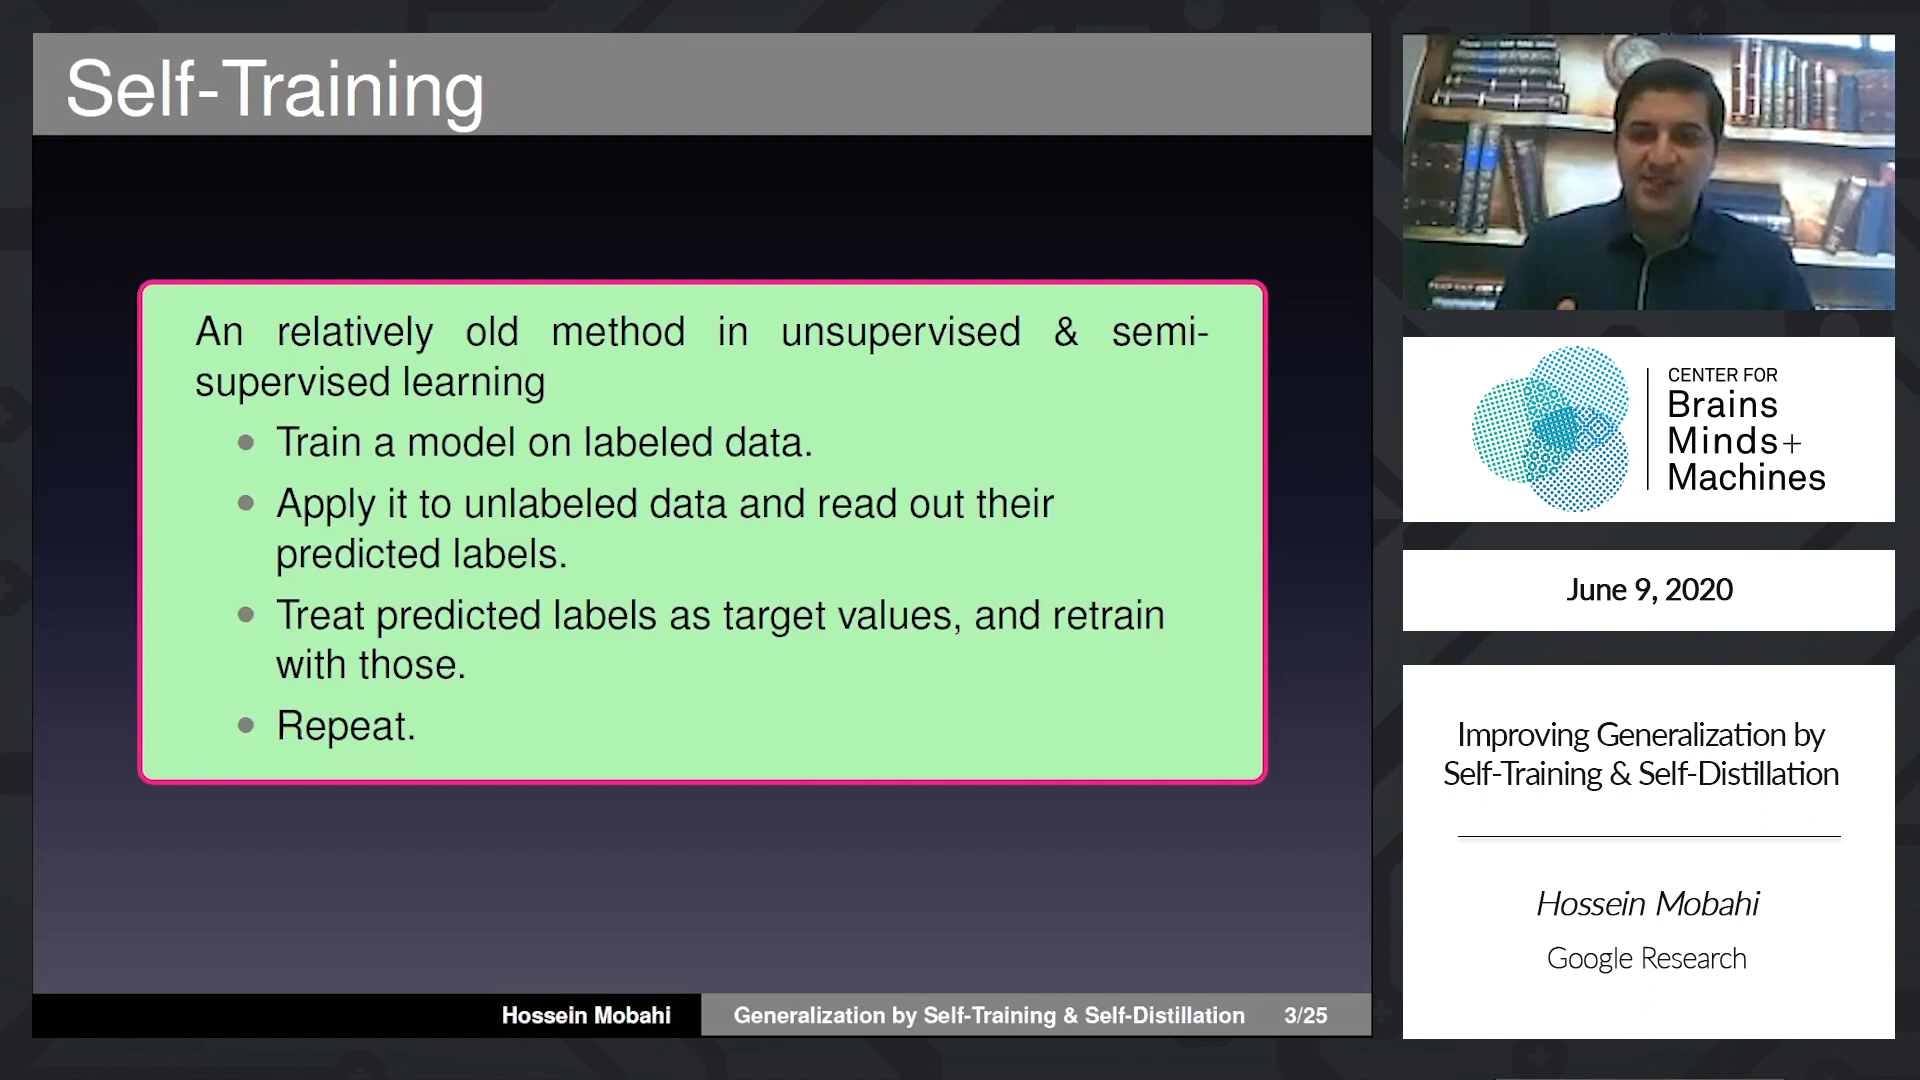 Self-Training
An relatively old method in unsupervised & semi-
supervised learning
Train a model on labeled data.
Apply it to unlabeled data and read out their
predicted labels.
Treat predicted labels as target values, and retrain
with those.
Repeat.
Hossein Mobahi
Generalization by Self-Training & Self-Distillation
3/25
CENTER FOR
Brains
Minds+
Machines
June 9, 2020
Improving Generalization by
Self-Training & Self-Distillation
Hossein Mobahi
Google Research